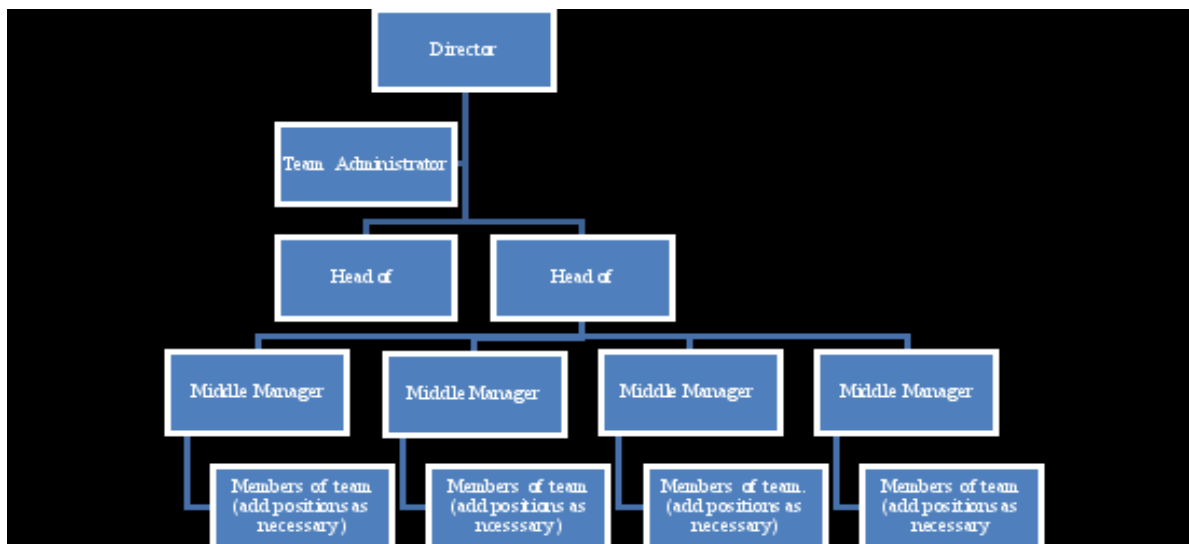 Director
Team Administrator
Head of
Head of
Middle Manager
Middle Manager
Middle Manager
Middle Manager
Members of team
(add positions as
necessary)
Members of team
(add positions as
ncesssary)
Members of team.
(add positions as
necessary)
Members of team
(add positions as
necessary